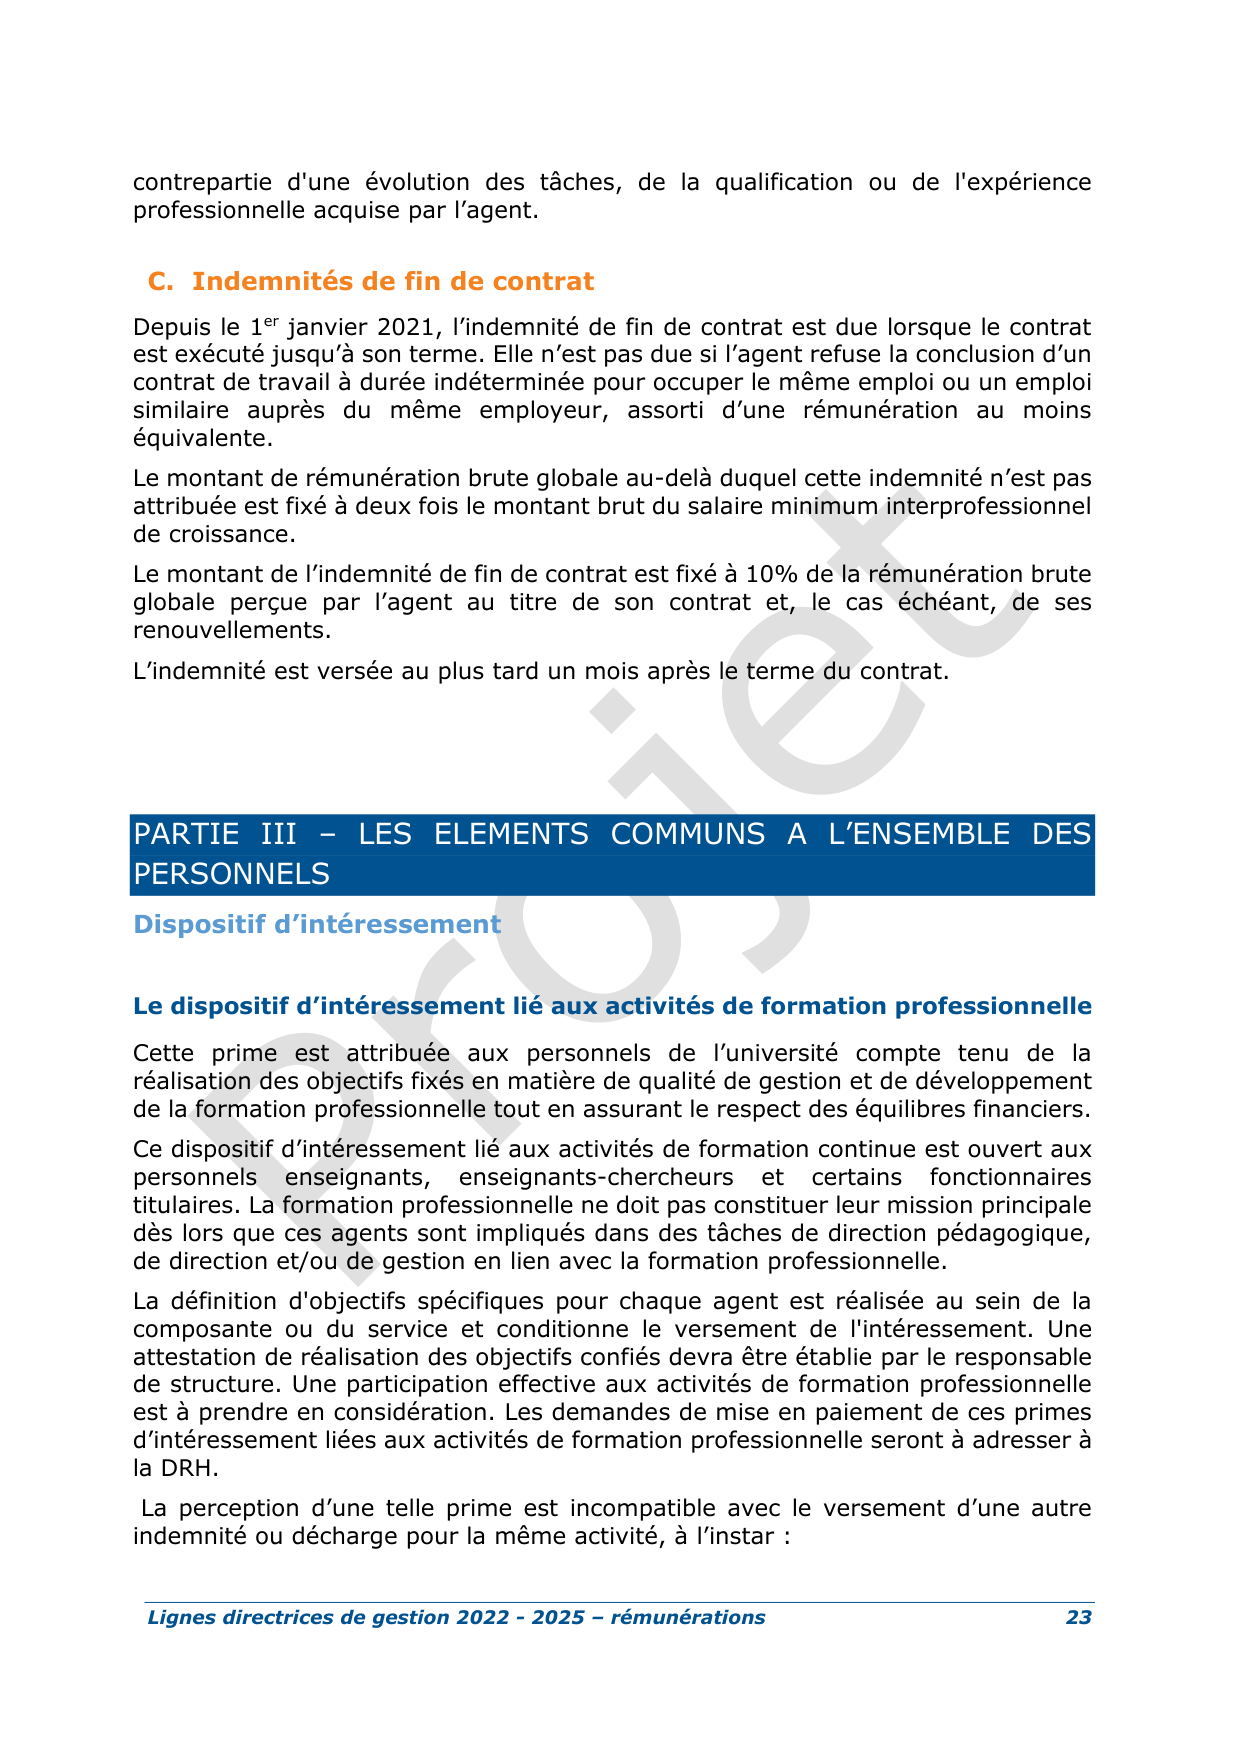 contrepartie d'une évolution des tâches, de la qualification ou de l'expérience
professionnelle acquise par l’agent.
C. Indemnités de fin de contrat
Depuis le 1er janvier 2021, l’indemnité de fin de contrat est due lorsque le contrat
est exécuté jusqu’à son terme. Elle n’est pas due si l’agent refuse la conclusion d’un
contrat de travail à durée indéterminée pour occuper le même emploi ou un emploi
similaire auprès du même employeur, assorti d’une rémunération au moins
équivalente.
Le montant de rémunération brute globale au-delà duquel cette indemnité n’est pas
attribuée est fixé à deux fois le montant brut du salaire minimum interprofessionnel
de croissance.
Le montant de l’indemnité de fin de contrat est fixé à 10% de la rémunération brute
globale perçue par l’agent au titre de son contrat et, le cas échéant, de ses
renouvellements.
L’indemnité est versée au plus tard un mois après le terme du contrat.
Projet
PARTIE III – LES ELEMENTS COMMUNS A L’ENSEMBLE DES
PERSONNELS
Dispositif d’intéressement
Le dispositif d’intéressement lié aux activités de formation professionnelle
Cette prime est attribuée aux personnels de l’université compte tenu de la
réalisation des objectifs fixés en matière de qualité de gestion et de développement
de la formation professionnelle tout en assurant le respect des équilibres financiers.
Ce dispositif d’intéressement lié aux activités de formation continue est ouvert aux
personnels enseignants, enseignants-chercheurs et certains fonctionnaires
titulaires. La formation professionnelle ne doit pas constituer leur mission principale
dès lors que ces agents sont impliqués dans des tâches de direction pédagogique,
de direction et/ou de gestion en lien avec la formation professionnelle.
La définition d'objectifs spécifiques pour chaque agent est réalisée au sein de la
composante ou du service et conditionne le versement de l'intéressement. Une
attestation de réalisation des objectifs confiés devra être établie par le responsable
de structure. Une participation effective aux activités de formation professionnelle
est à prendre en considération. Les demandes de mise en paiement de ces primes
d’intéressement liées aux activités de formation professionnelle seront à adresser à
la DRH.
La perception d’une telle prime est incompatible avec le versement d’une autre
indemnité ou décharge pour la même activité, à l’instar :
Lignes directrices de gestion 2022 - 2025 – rémunérations 23